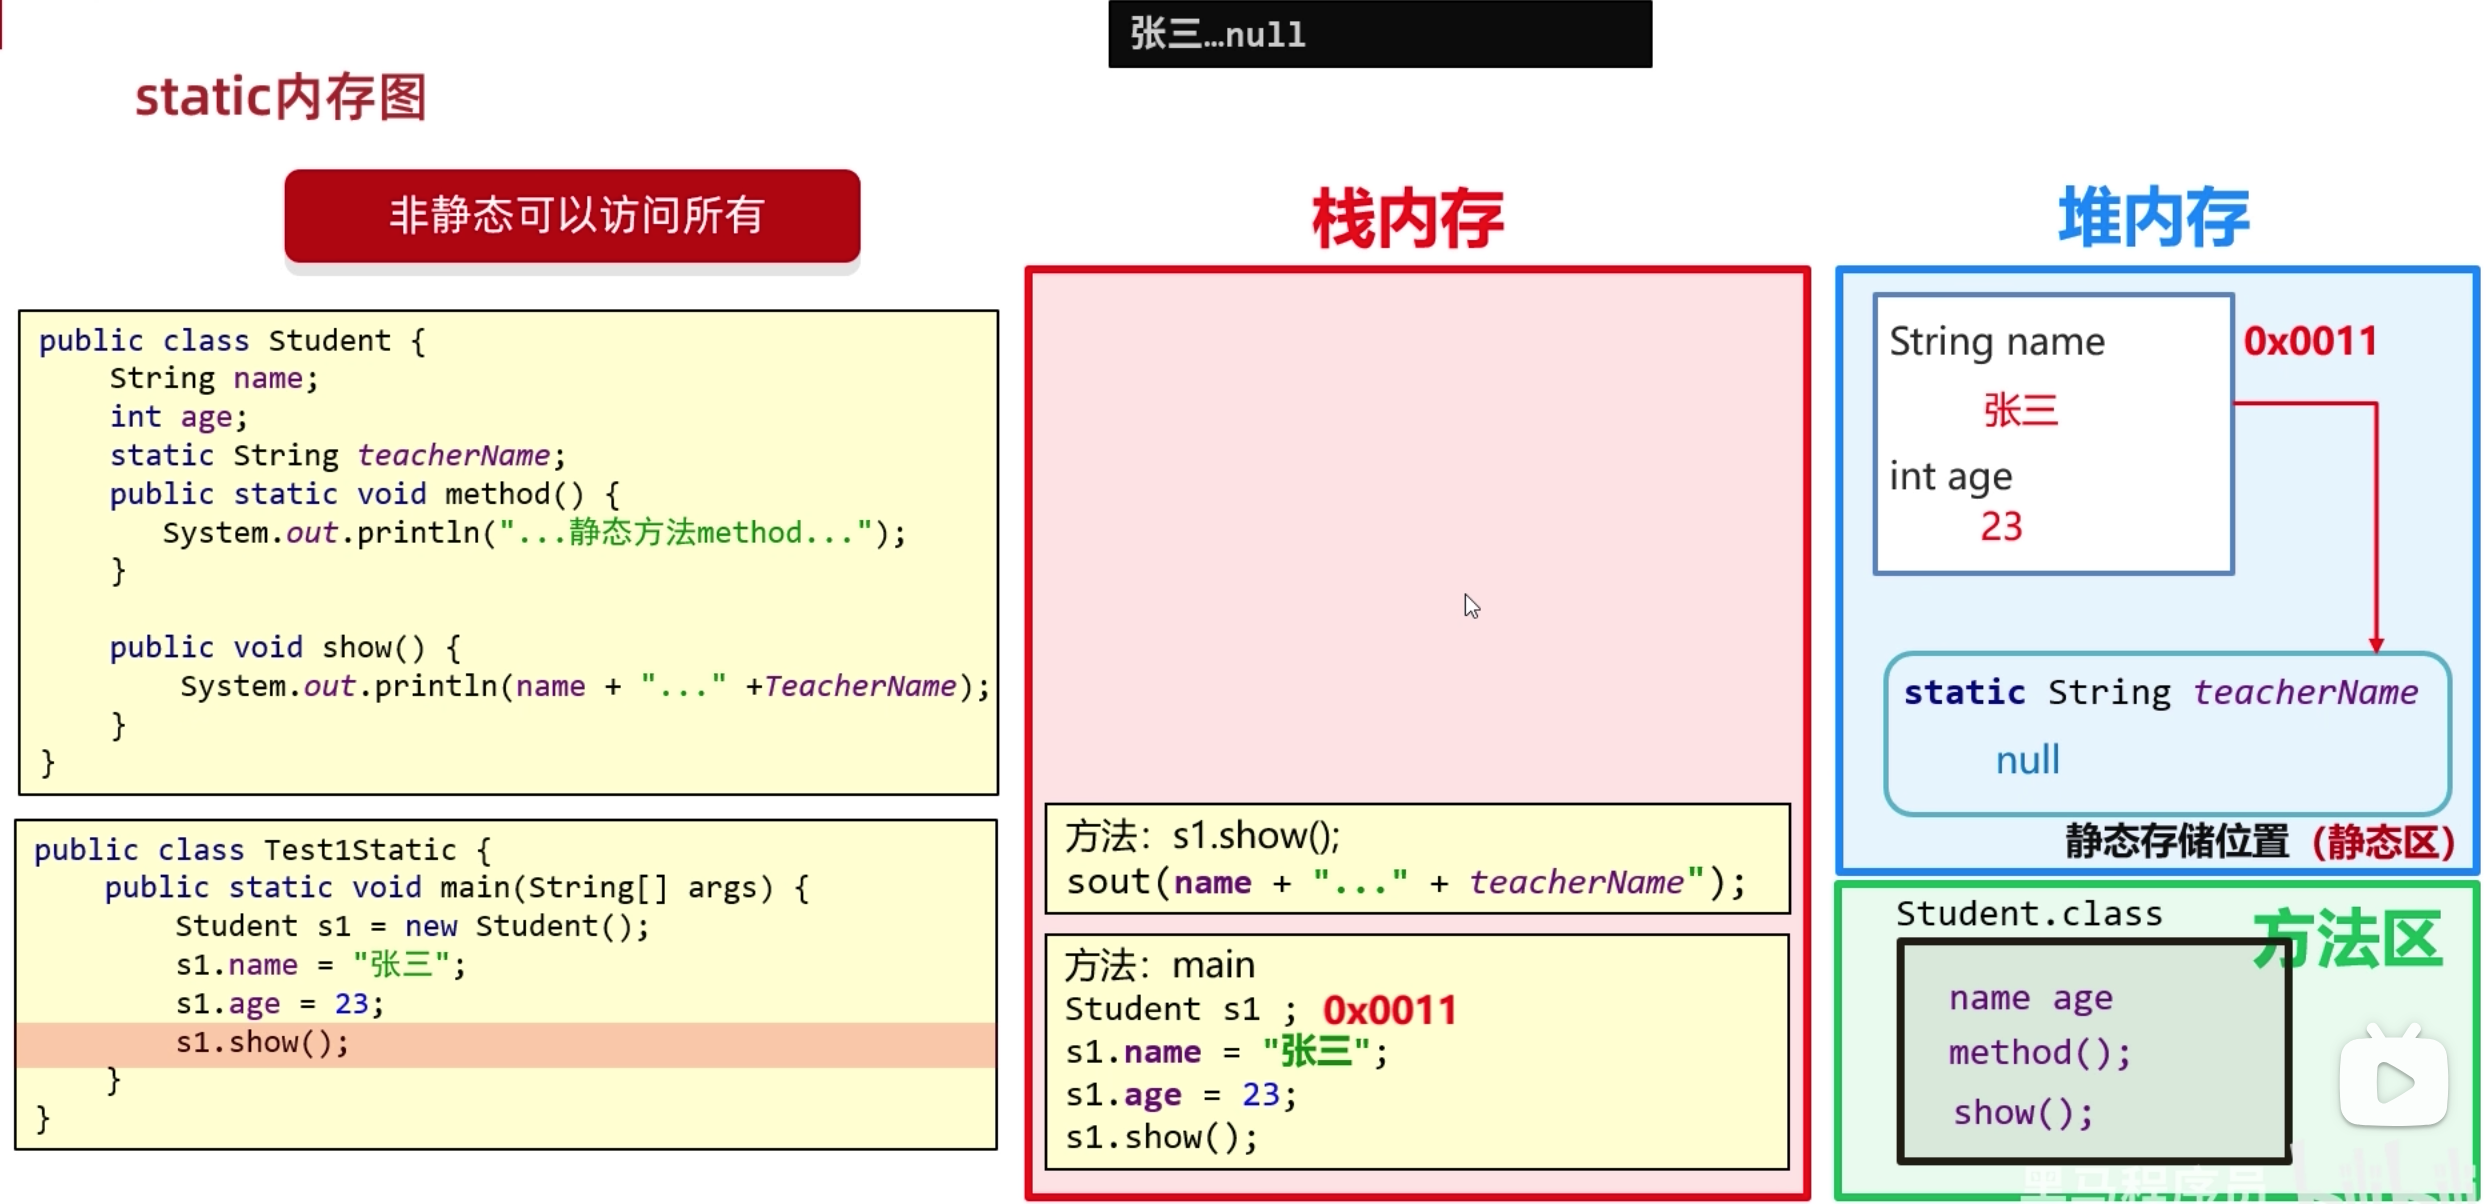 张三…null
static内存图
非静态可以访问所有
public class Student {
String name;
int age;
static String teacherName;
public static void method() {
System.out.println("...静态方法method...");
}
public void show() {
System.out.println(name + "..." +TeacherName);
}
}
public class Test1Static {
public static void main(String[] args) {
Student s1 = new Student();
s1.name = "张三";
s1.age = 23;
s1.show();
}
}
栈内存
方法：s1.show();
sout(name + "..." + teacherName");
方法：main
Student s1 ; 0x0011
s1.name = "张三";
s1.age = 23;
s1.show();
堆内存
String name 0x0011
张三
int age
23
static String teacherName
null
静态存储位置（静态区）
Student.class
方法区
name age
method();
show();
黑马程序员